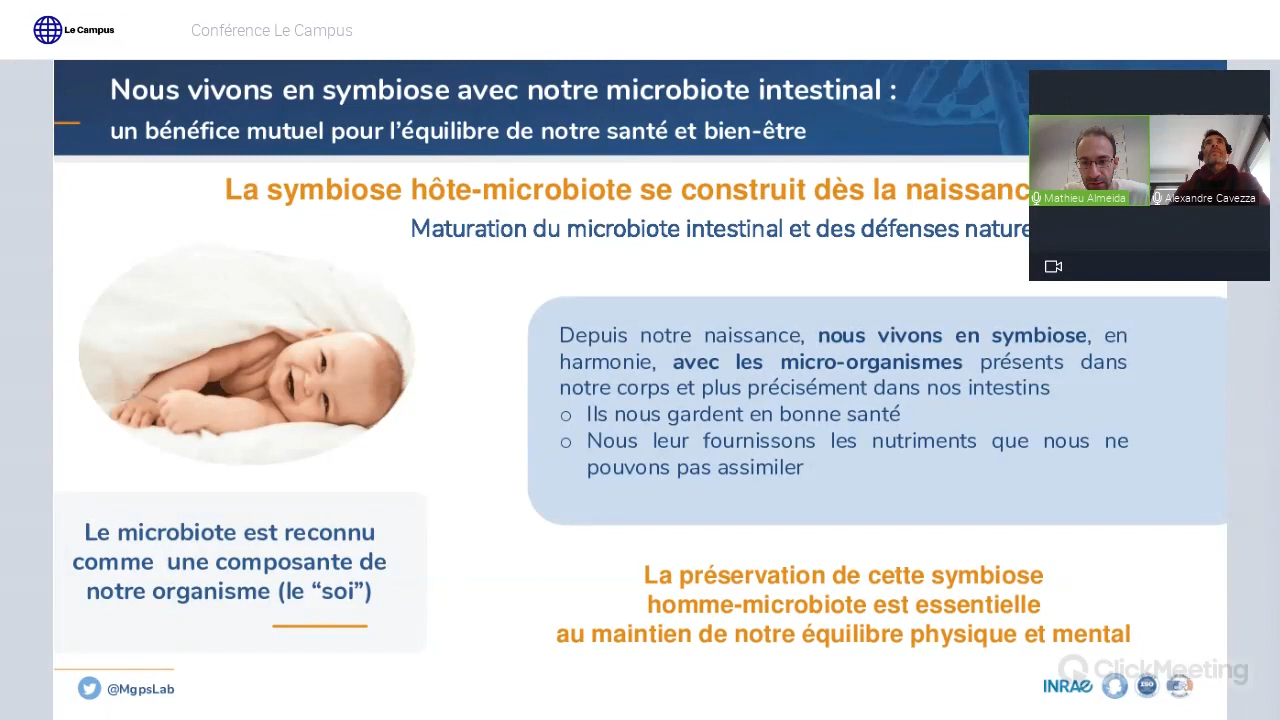 Le Campus
Conférence Le Campus
Nous vivons en symbiose avec notre microbiote intestinal :
un bénéfice mutuel pour l'équilibre de notre santé et bien-être
La symbiose hôte-microbiote se construit dès la naissanc
Maturation du microbiote intestinal et des défenses nature
Mathieu Almeida
Alexandre Cavezza
Depuis notre naissance, nous vivons en symbiose, en
harmonie, avec les micro-organismes présents dans
notre corps et plus précisément dans nos intestins
o Ils nous gardent en bonne santé
o Nous leur fournissons les nutriments que nous ne
pouvons pas assimiler
Le microbiote est reconnu
comme une composante de
notre organisme (le “soi”)
La préservation de cette symbiose
homme-microbiote est essentielle
au maintien de notre équilibre physique et mental
@MgpsLab
ClickMeeting
INRAE
ISO